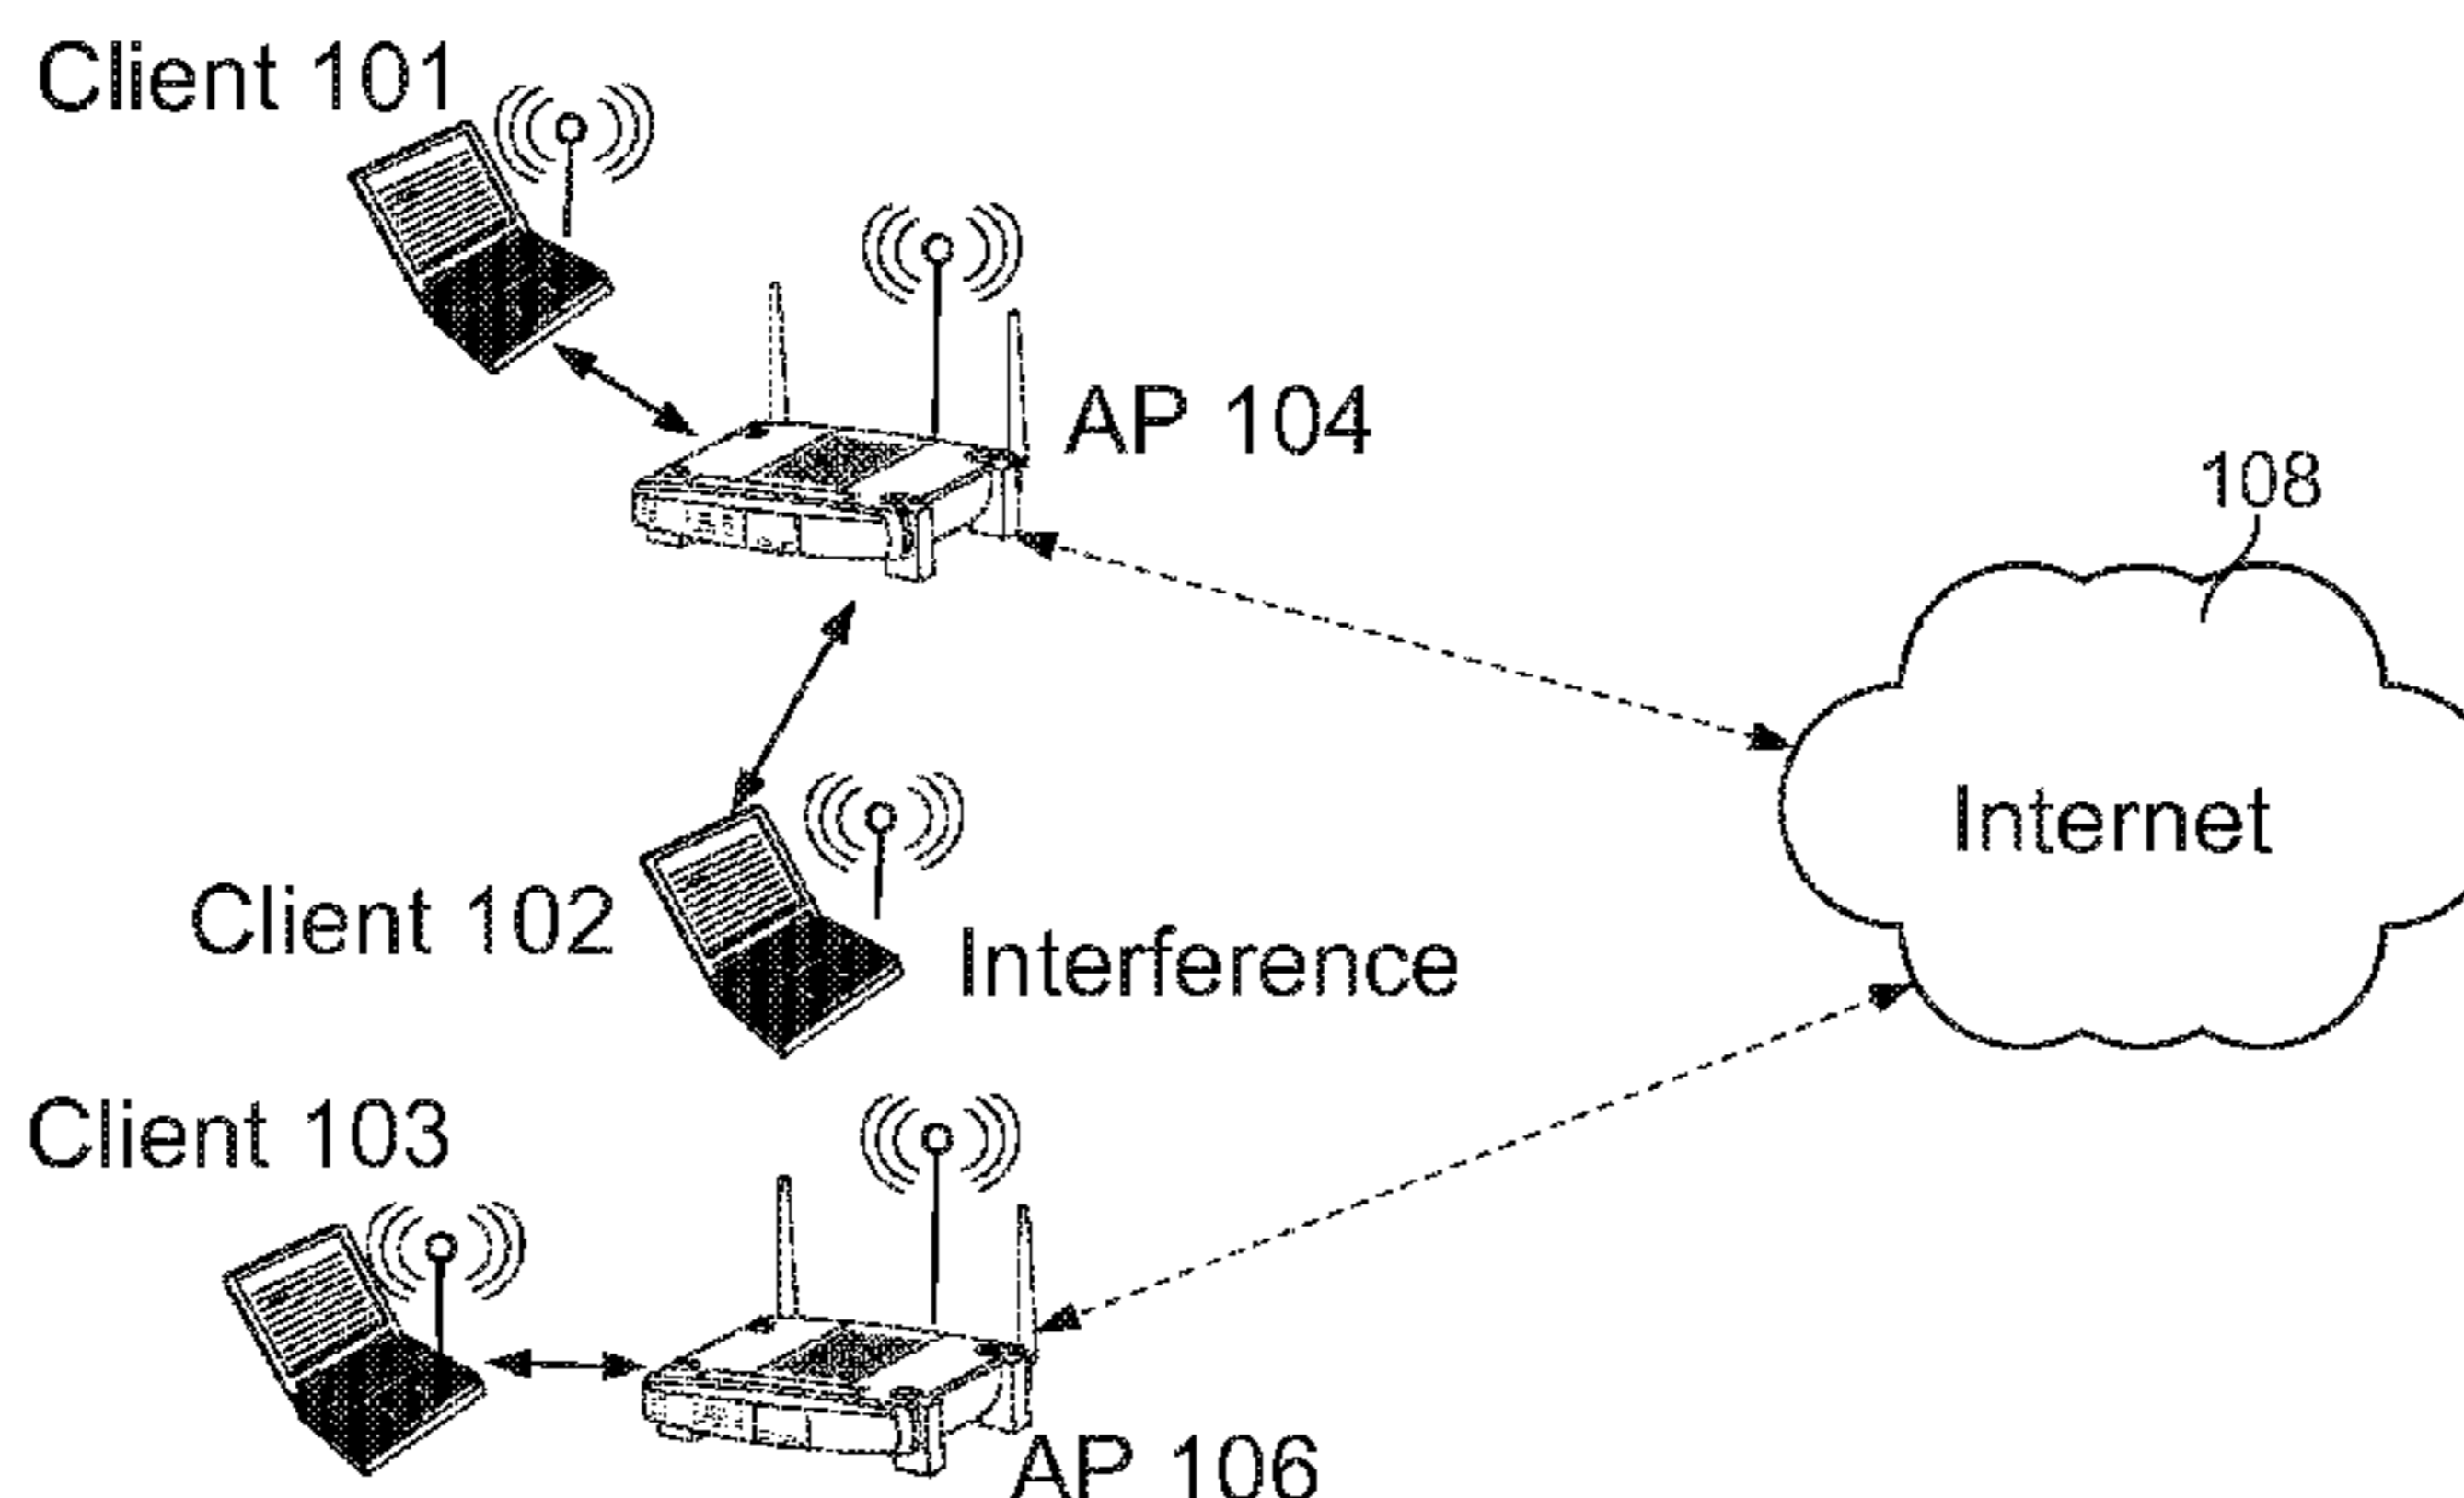 Client 101
AP 104
108
Internet
Client 102
Interference
Client 103
AP 106